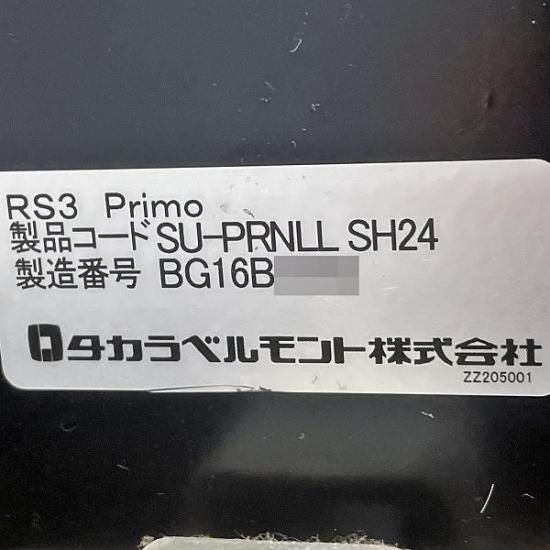 RS3 Primo
製品コード SU-PRNLL SH24
製造番号 BG16B
タカラベルモント株式会社
ZZ205001